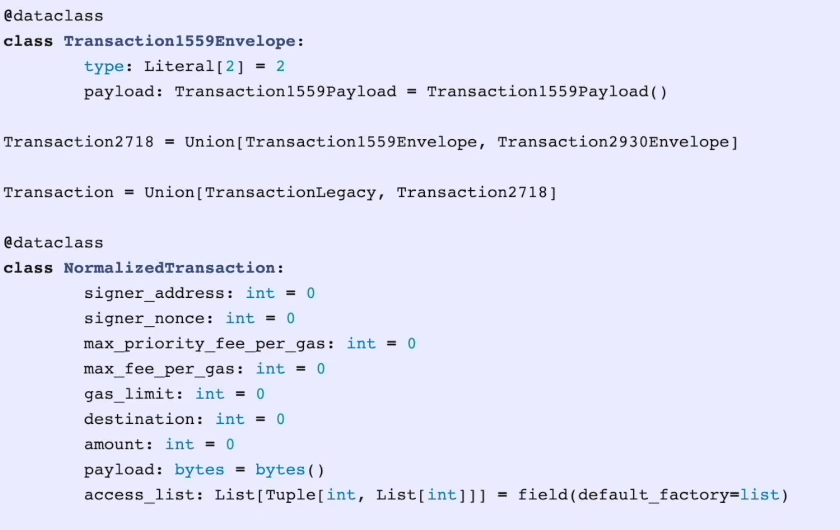 @dataclass
class Transaction1559Envelope:
type: Literal[2] = 2
payload: Transaction1559Payload = Transaction1559Payload()
Transaction2718 = Union[Transaction1559Envelope, Transaction2930Envelope]
Transaction = Union[TransactionLegacy, Transaction2718]
@dataclass
class NormalizedTransaction:
signer_address: int = 0
signer_nonce: int = 0
max_priority_fee_per_gas: int = 0
max_fee_per_gas: int = 0
gas_limit: int = 0
destination: int = 0
amount: int = 0
payload: bytes = bytes()
access_list: List[Tuple[int, List[int]]] = field(default_factory=list)